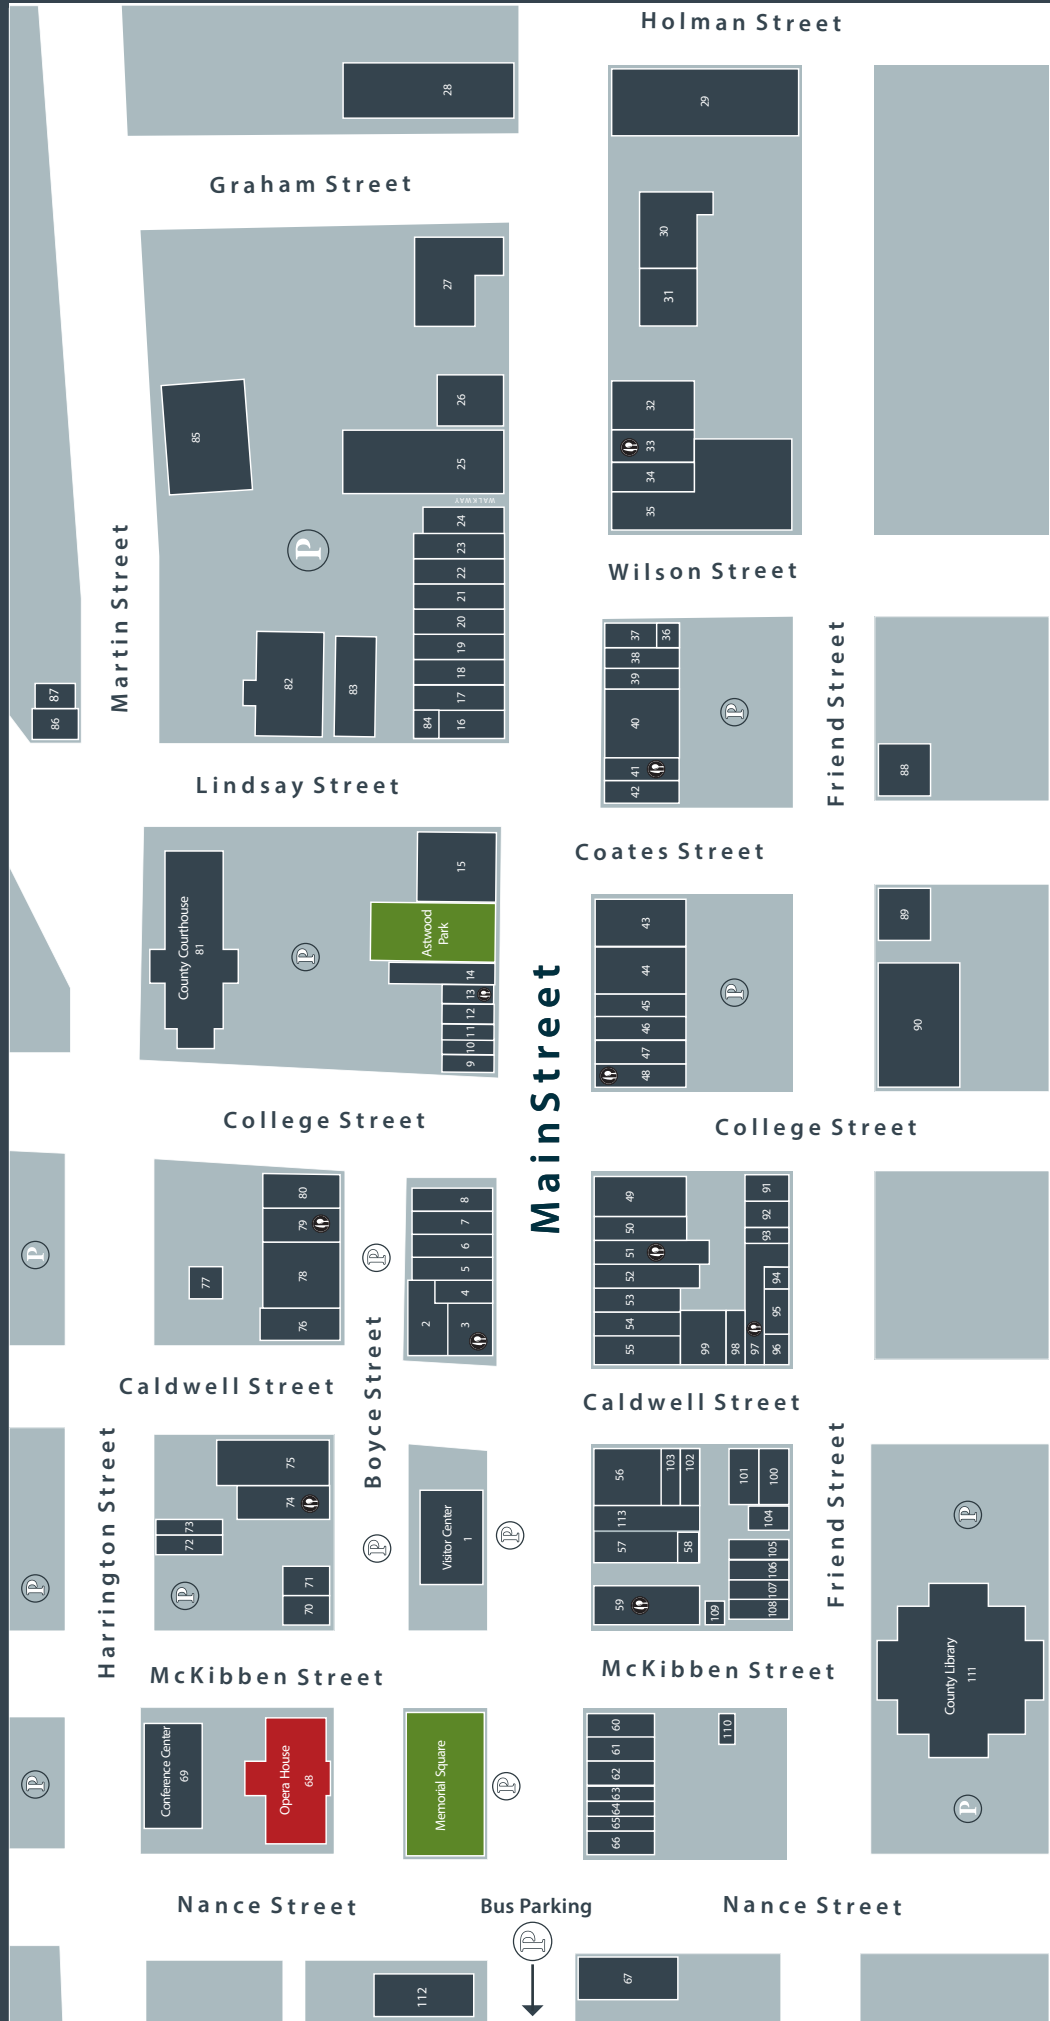 Holman Street
28
29
Graham Street
30
27
31
26
32
85
33
25
34
WALKWAY
35
24
23
P
22
Wilson Street
21
Martin Street
20
37
36
19
38
18
39
82
83
17
87
84
16
86
40
P
41
42
Friend Street
88
Lindsay Street
Coates Street
15
County Courthouse
81
Astwood
Park
P
14
13
12
11
10
9
43
44
45
46
47
48
P
89
90
Main Street
College Street
College Street
P
80
79
78
77
76
P
8
7
6
5
4
2
3
49
50
51
52
53
54
55
91
92
93
94
95
96
97
98
99
Boyce Street
Caldwell Street
Caldwell Street
Harrington Street
75
74
73
72
71
70
P
P
P
Visitor Center
1
P
56
103
102
113
57
58
59
101
100
104
105
106
107
108
109
Friend Street
P
County Library
111
P
McKibben Street
McKibben Street
P
Conference Center
69
Opera House
68
Memorial Square
P
60
61
62
63
64
65
66
110
Nance Street
Bus Parking
Nance Street
P
112
67